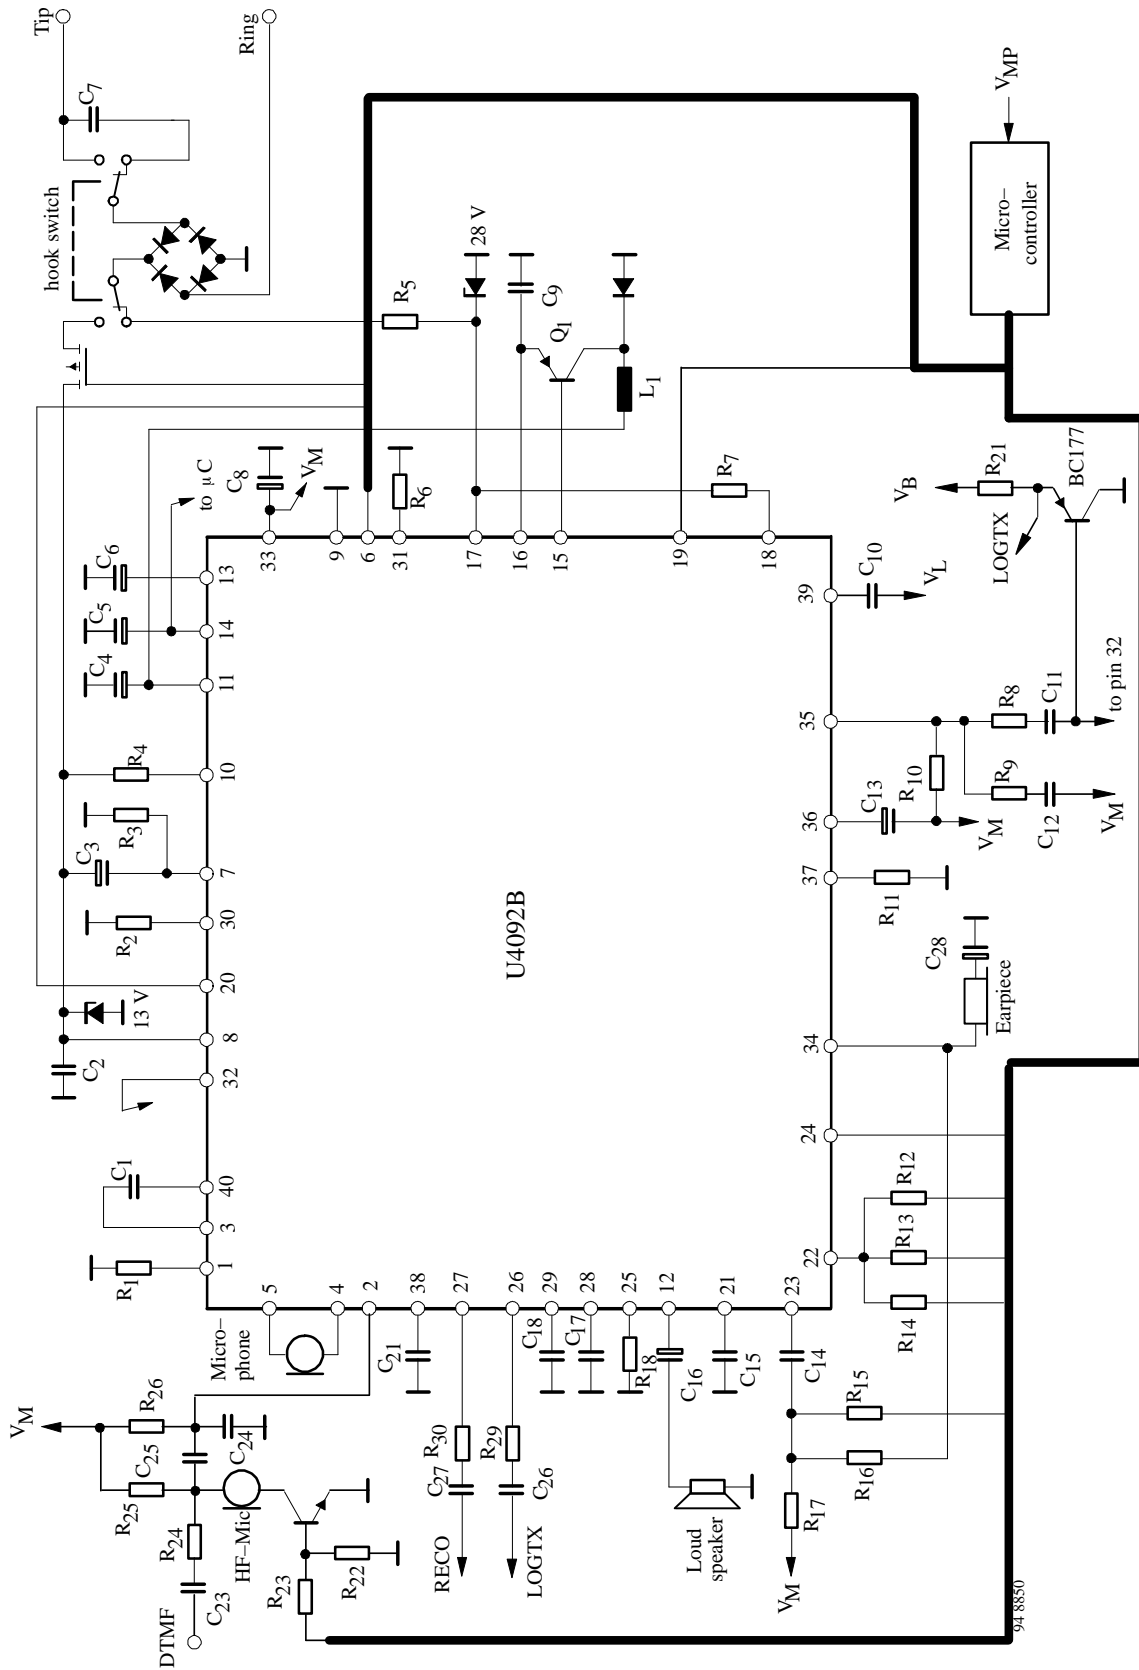 Tip
C7
hook switch
Ring
VMP
Micro–
controller
R5
28 V
C9
Q1
L1
to µC
C8
VM
R6
R7
C6
C5
C4
R4
R3
C3
R2
13 V
C2
C1
R1
13
14
11
10
7
30
20
8
32
40
3
1
33
9
6
31
17
16
15
19
18
U4092B
39
35
36
37
34
24
22
5
4
2
38
27
26
29
28
25
12
21
23
C10
VL
VB
R21
BC177
LOGTX
R8
C11
to pin 32
R9
C12
VM
R10
C13
VM
R11
C28
Earpiece
R12
R13
R14
Micro–
phone
VM
R26
R25
C25
C24
R24
HF–Mic
C23
DTMF
R23
R22
C21
R30
C27
RECO
R29
C26
LOGTX
C18
C17
R18
C16
Loud
speaker
C15
C14
R15
R16
R17
VM
94 8850